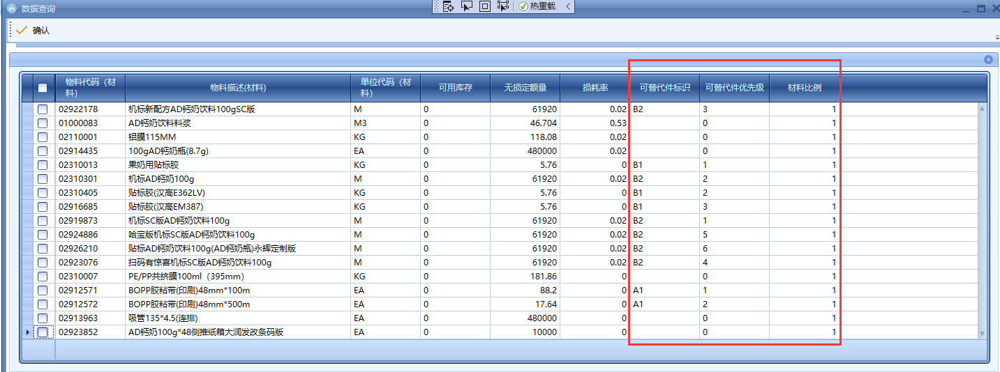 数据查询
热重载
确认
物料代码（材料） 物料描述(材料) 单位代码（材料） 可用库存 无损定额量 损耗率 可替代件标识 可替代件优先级 材料比例
02922178 机标新配方AD钙奶饮料100gSC版 M 0 61920 0.02 B2 3 1
01000083 AD钙奶饮料料浆 M3 0 46.704 0.53 0 1
02110001 铝膜115MM KG 0 118.08 0.02 0 1
02914435 100gAD钙奶瓶(8.7g) EA 0 480000 0.02 0 1
02310013 果奶用贴标胶 KG 0 5.76 0 B1 1 1
02310301 机标AD钙奶100g M 0 61920 0.02 B2 2 1
02310405 贴标胶(汉高E362LV) KG 0 5.76 0 B1 2 1
02916685 贴标胶(汉高EM387) KG 0 5.76 0 B1 3 1
02919873 机标SC版AD钙奶饮料100g M 0 61920 0.02 B2 1 1
02924886 哈宝版机标SC版AD钙奶饮料100g M 0 61920 0.02 B2 5 1
02926210 贴标AD钙奶饮料100g(AD钙奶瓶)永辉定制版 M 0 61920 0.02 B2 6 1
02923076 扫码有惊喜机标SC版AD钙奶饮料100g M 0 61920 0.02 B2 4 1
02310007 PE/PP共挤膜100ml（395mm） KG 0 181.86 0 0 1
02912571 BOPP胶粘带(印刷)48mm*100m EA 0 88.2 0 A1 1 1
02912572 BOPP胶粘带(印刷)48mm*500m EA 0 17.64 0 A1 2 1
02913963 吸管135*4.5(连排) EA 0 480000 0 0 1
02923852 AD钙奶100g*48侧推纸箱大润发改条码版 EA 0 10000 0 0 1